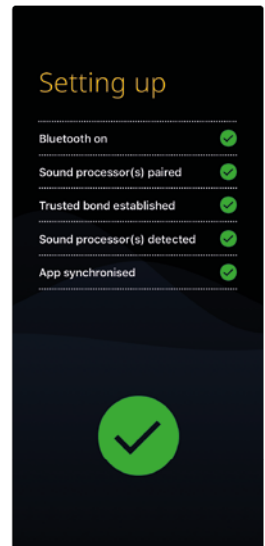 Setting up
Bluetooth on
Sound processor(s) paired
Trusted bond established
Sound processor(s) detected
App synchronised